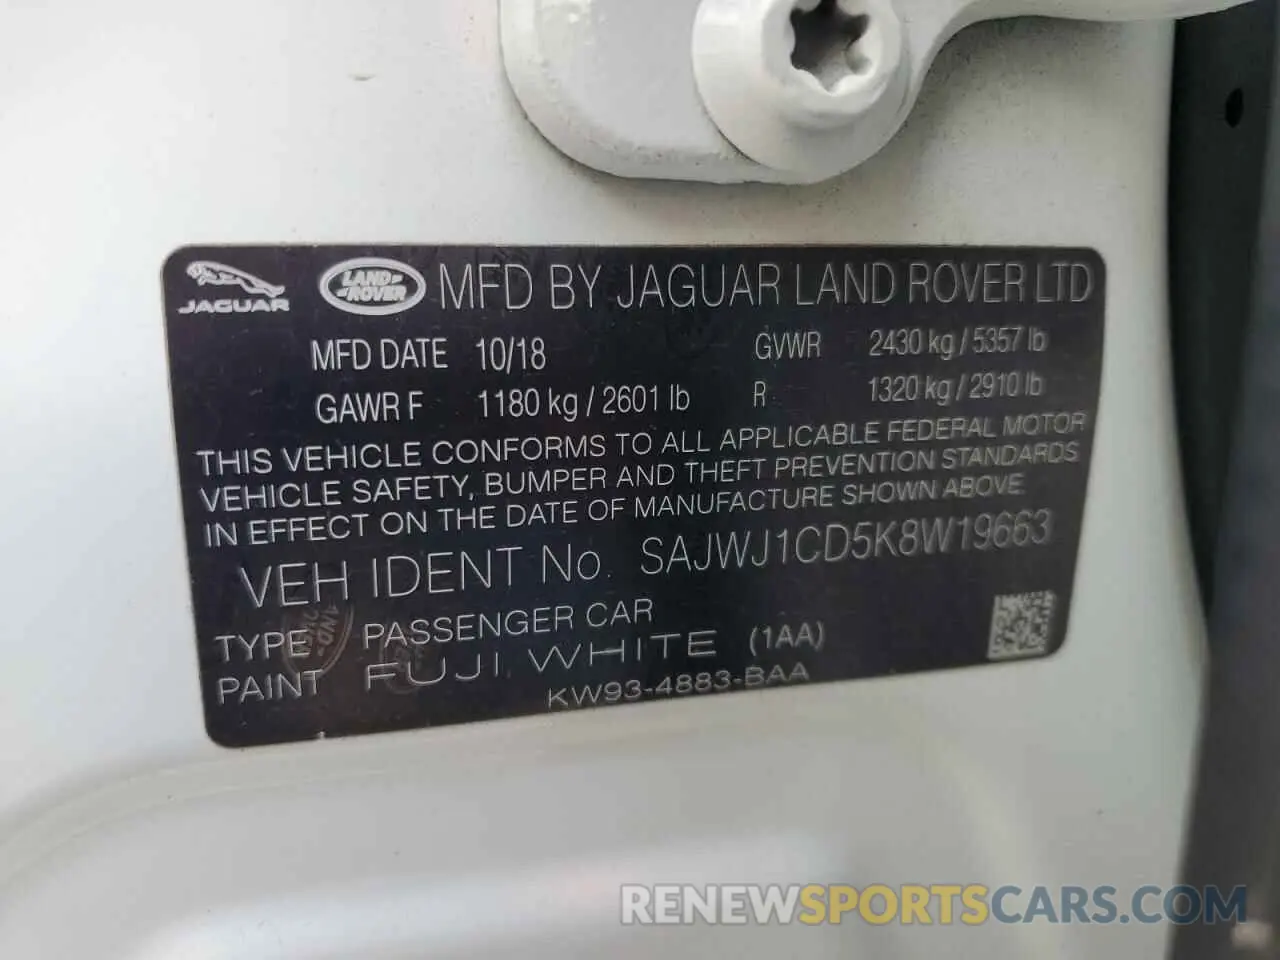 JAGUAR LAND ROVER MFD BY JAGUAR LAND ROVER LTD
MFD DATE 10/18 GVWR 2430 kg / 5357 lb
GAWR F 1180 kg / 2601 lb R 1320 kg / 2910 lb
THIS VEHICLE CONFORMS TO ALL APPLICABLE FEDERAL MOTOR
VEHICLE SAFETY, BUMPER AND THEFT PREVENTION STANDARDS
IN EFFECT ON THE DATE OF MANUFACTURE SHOWN ABOVE
VEH IDENT No. SAJWJ1CD5K8W19663
TYPE PASSENGER CAR
PAINT FUJI WHITE (1AA)
KW93-4883-BAA
RENEWSPORTSCARS.COM